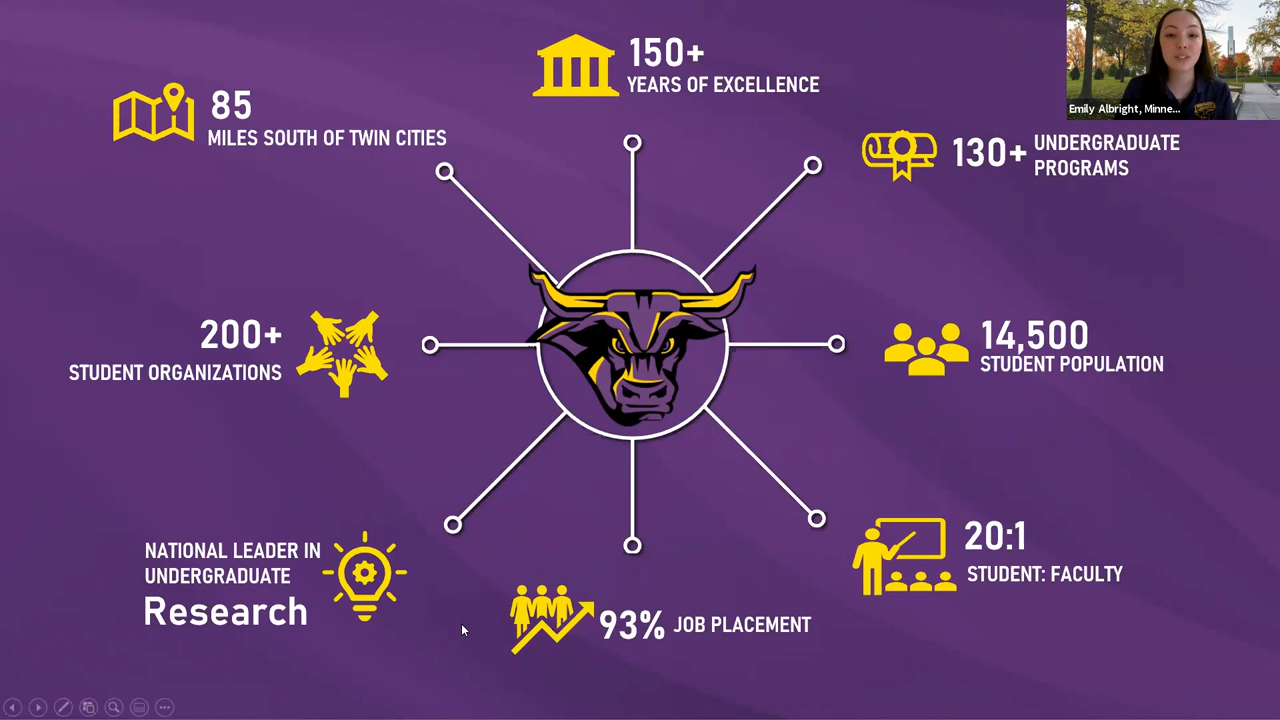 150+
YEARS OF EXCELLENCE
85
MILES SOUTH OF TWIN CITIES
Emily Albright, Minne...
130+
UNDERGRADUATE
PROGRAMS
200+
STUDENT ORGANIZATIONS
14,500
STUDENT POPULATION
NATIONAL LEADER IN
UNDERGRADUATE
Research
20:1
STUDENT: FACULTY
93% JOB PLACEMENT